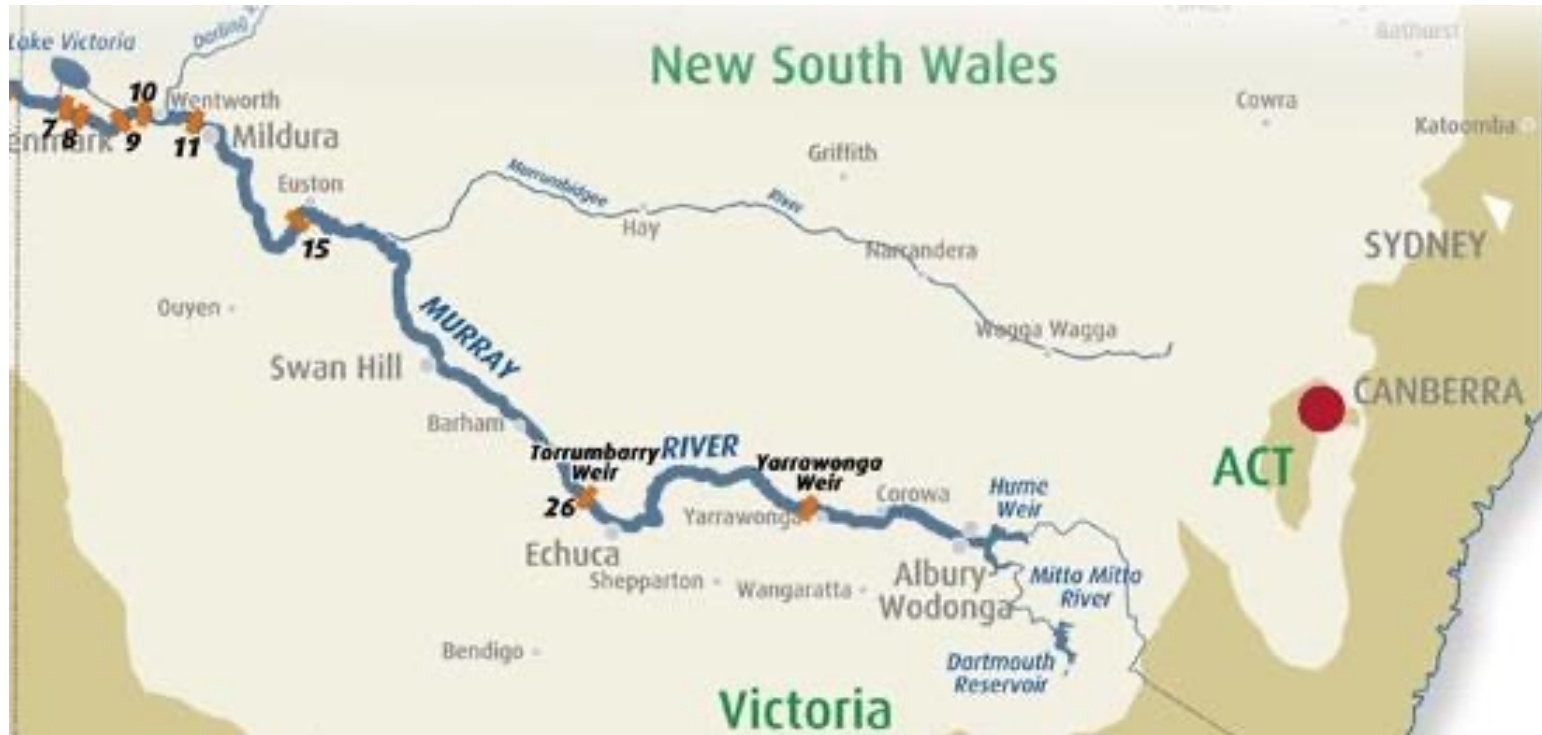 Lake Victoria
Darling
New South Wales
Bathurst
10
Wentworth
7
8
9
11
Mildura
Cowra
Katoomba
Griffith
Euston
Murrumbidgee
River
Hay
15
Narrandera
SYDNEY
Ouyen
MURRAY
Wagga Wagga
Swan Hill
CANBERRA
Barham
Torrumbarry
Weir
RIVER
Yarrawonga
Weir
ACT
26
Yarrawonga
Corowa
Hume
Weir
Echuca
Shepparton
Wangaratta
Albury
Wodonga
Mitta Mitta
River
Bendigo
Dartmouth
Reservoir
Victoria